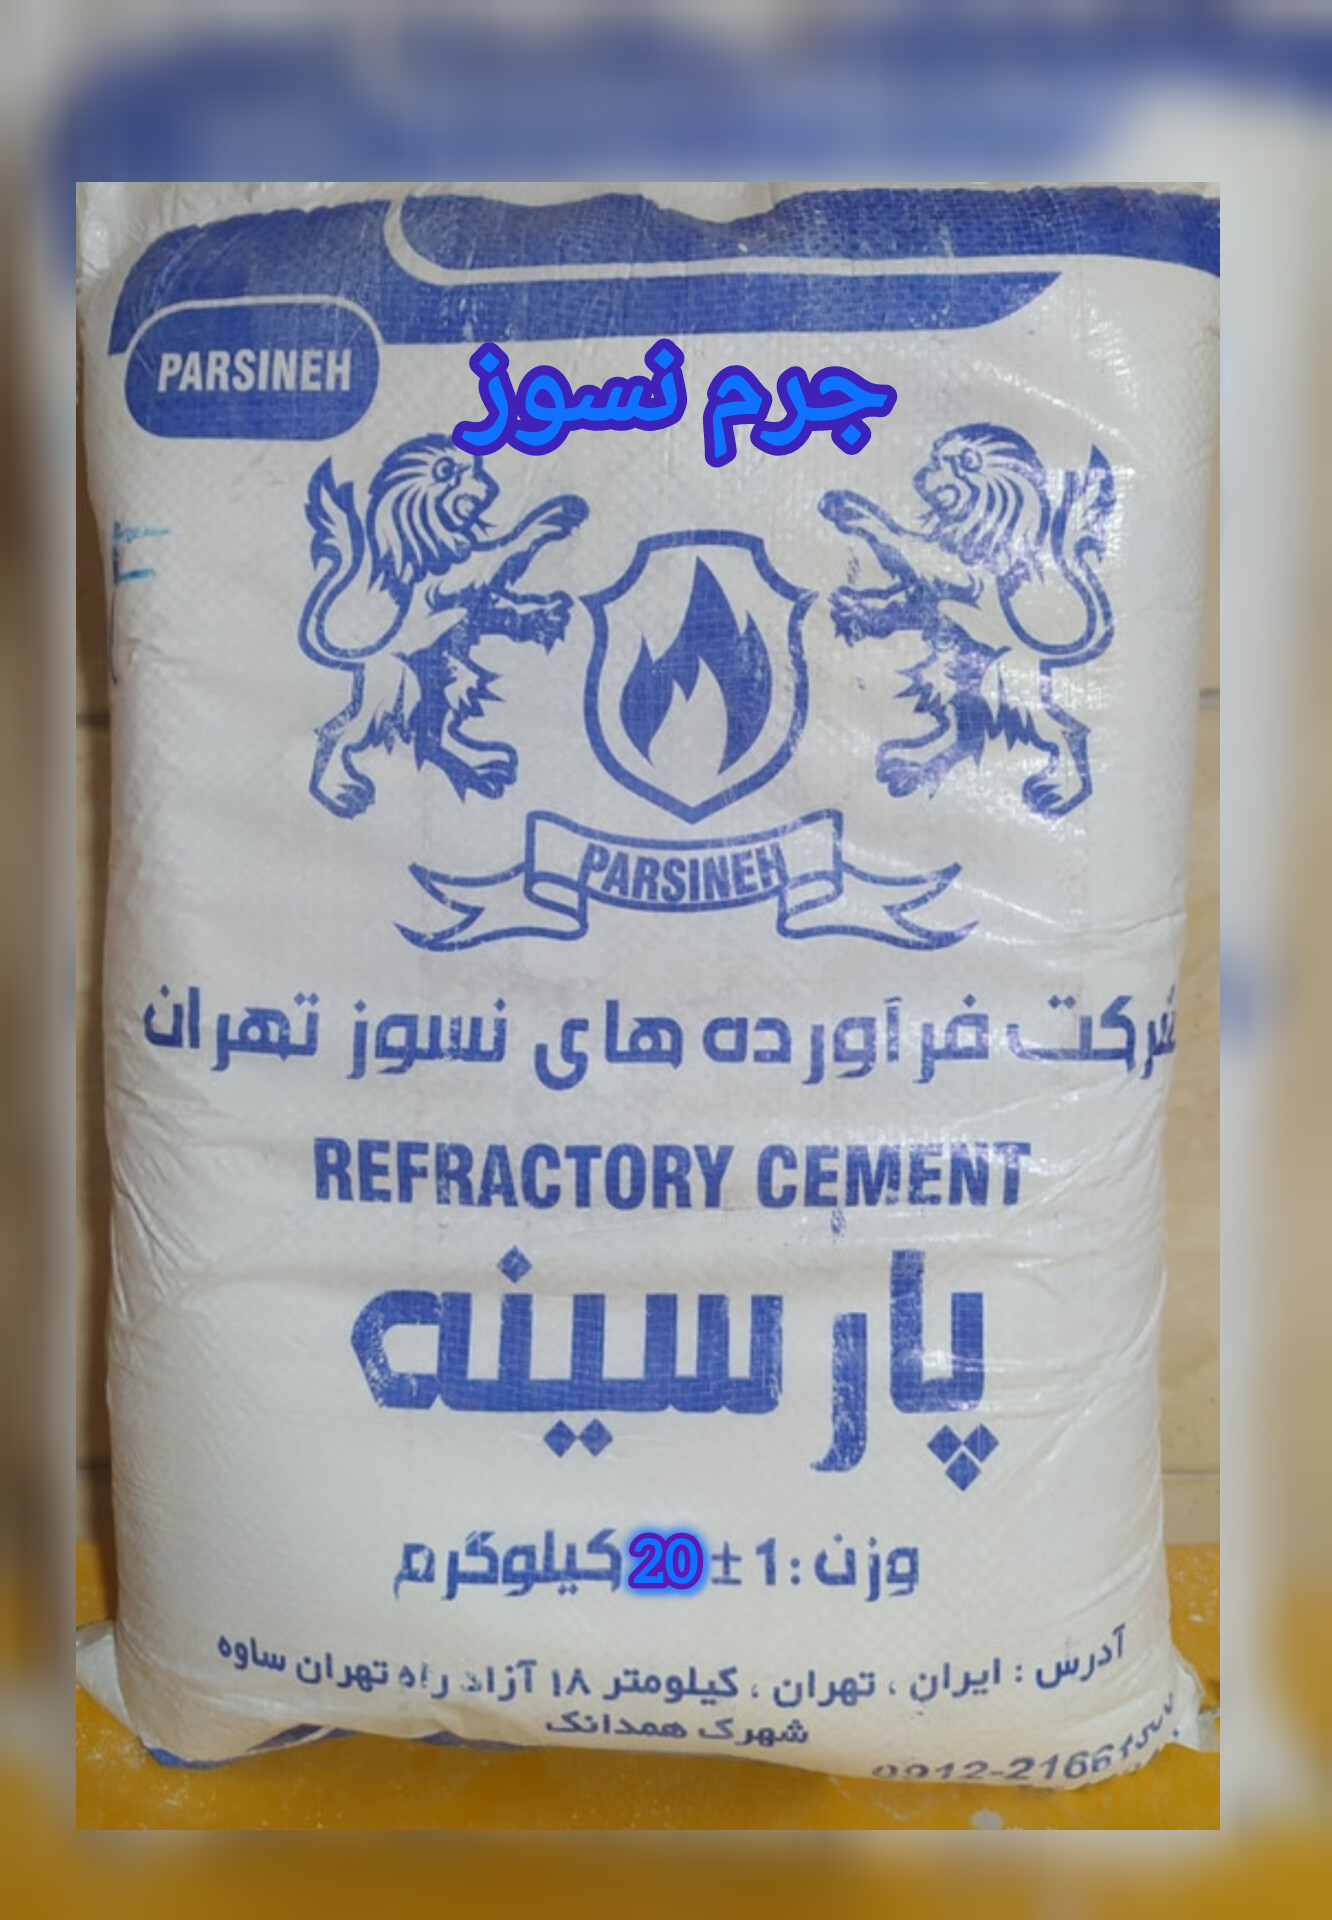 PARSINEH
جرم نسوز
PARSINEH
شرکت فرآورده های نسوز تهران
REFRACTORY CEMENT
پارسینه
وزن : 1 ± 20 کیلوگرم
آدرس : ایران ، تهران ، کیلومتر ۱۸ آزاد راه تهران ساوه
شهرک همدانک